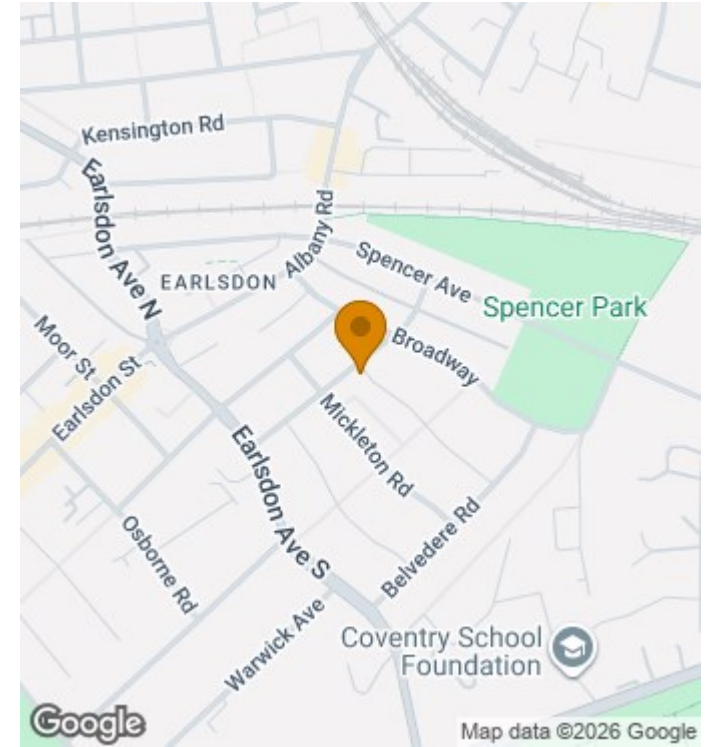 Kensington Rd
Earlsdon Ave N
Albany Rd
Spencer Ave
EARLSDON
Spencer Park
Moor St
Earlsdon St
Broadway
Mickleton Rd
Earlsdon Ave S
Osborne Rd
Belvedere Rd
Warwick Ave
Coventry School
Foundation
Google
Map data ©2026 Google